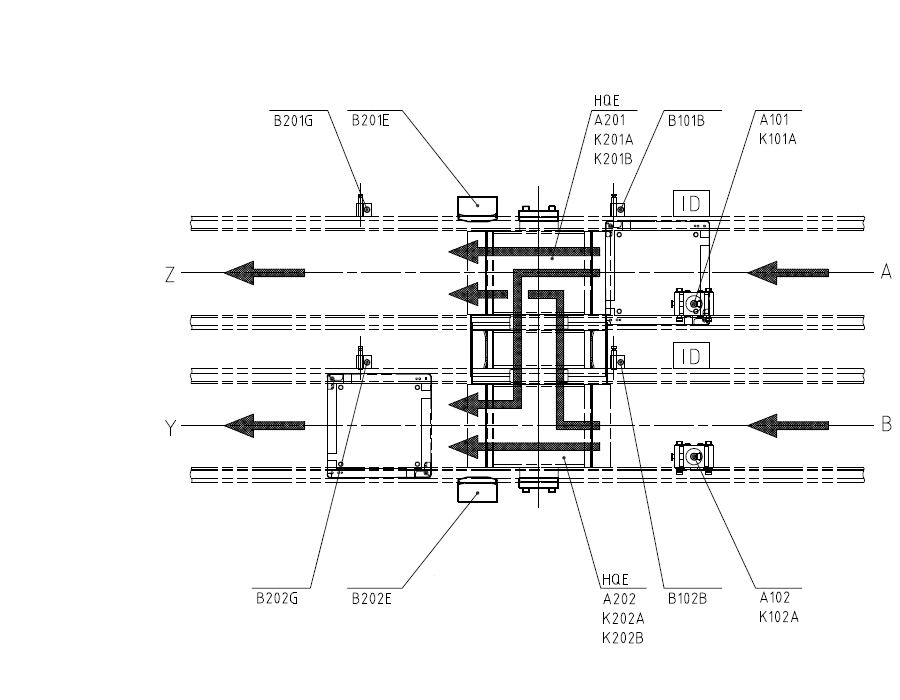 HQE
B201G
B201E
A201
K201A
K201B
B101B
A101
K101A
ID
Z
A
ID
Y
B
B202G
B202E
HQE
A202
K202A
K202B
B102B
A102
K102A